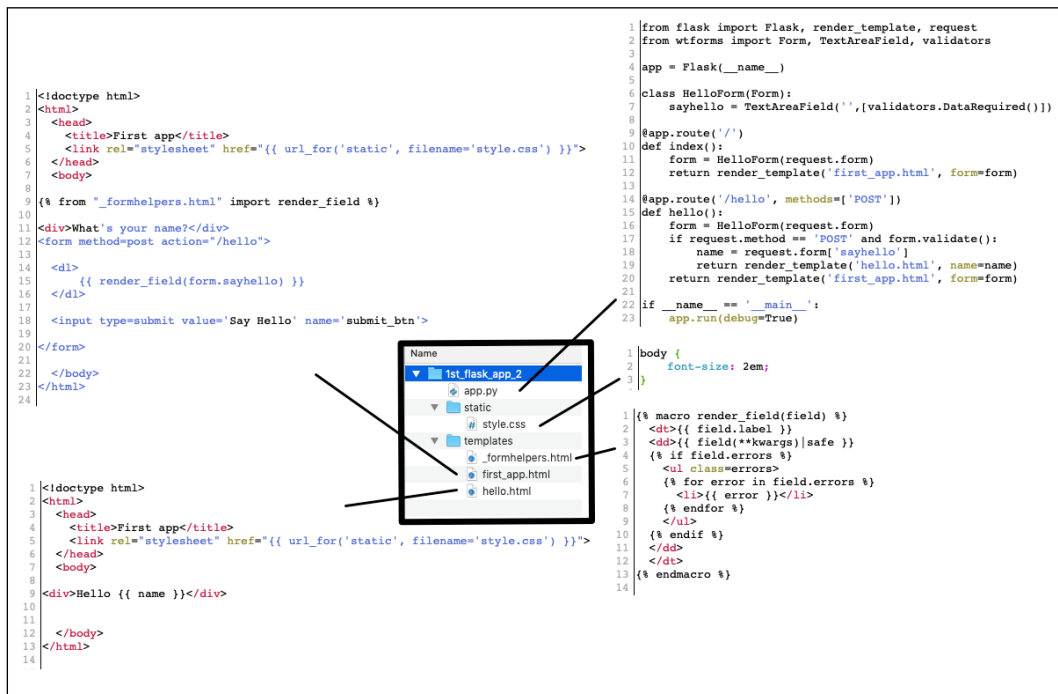 1 <!doctype html>
2 <html>
3 <head>
4 <title>First app</title>
5 <link rel="stylesheet" href="{{ url_for('static', filename='style.css') }}">
6 </head>
7 <body>
8
9 {% from "_formhelpers.html" import render_field %}
10
11 <div>What's your name?</div>
12 <form method=post action="/hello">
13
14 <dl>
15 {{ render_field(form.sayhello) }}
16 </dl>
17
18 <input type=submit value='Say Hello' name='submit_btn'>
19
20 </form>
21
22 </body>
23 </html>
24
1 from flask import Flask, render_template, request
2 from wtforms import Form, TextAreaField, validators
3
4 app = Flask(__name__)
5
6 class HelloForm(Form):
7 sayhello = TextAreaField('',[validators.DataRequired()])
8
9 @app.route('/')
10 def index():
11 form = HelloForm(request.form)
12 return render_template('first_app.html', form=form)
13
14 @app.route('/hello', methods=['POST'])
15 def hello():
16 form = HelloForm(request.form)
17 if request.method == 'POST' and form.validate():
18 name = request.form['sayhello']
19 return render_template('hello.html', name=name)
20 return render_template('first_app.html', form=form)
21
22 if __name__ == '__main__':
23 app.run(debug=True)
Name
1st_flask_app_2
app.py
static
style.css
templates
_formhelpers.html
first_app.html
hello.html
1 body {
2 font-size: 2em;
3 }
1 {% macro render_field(field) %}
2 <dt>{{ field.label }}
3 <dd>{{ field(**kwargs)|safe }}
4 {% if field.errors %}
5 <ul class=errors>
6 {% for error in field.errors %}
7 <li>{{ error }}</li>
8 {% endfor %}
9 </ul>
10 {% endif %}
11 </dd>
12 </dt>
13 {% endmacro %}
14
1 <!doctype html>
2 <html>
3 <head>
4 <title>First app</title>
5 <link rel="stylesheet" href="{{ url_for('static', filename='style.css') }}">
6 </head>
7 <body>
8
9 <div>Hello {{ name }}</div>
10
11
12 </body>
13 </html>
14